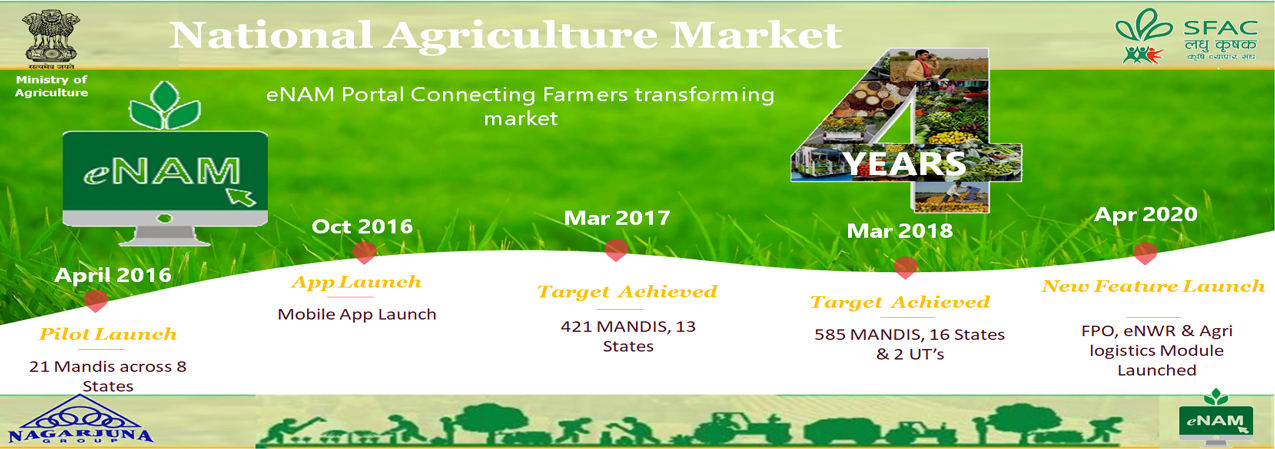 National Agriculture Market
सत्यमेव जयते
Ministry of
Agriculture
SFAC
लघु कृषक
कृषि व्यापार संघ
eNAM Portal Connecting Farmers transforming
market
eNAM
YEARS
4
April 2016
Pilot Launch
21 Mandis across 8
States
Oct 2016
App Launch
Mobile App Launch
Mar 2017
Target Achieved
421 MANDIS, 13
States
Mar 2018
Target Achieved
585 MANDIS, 16 States
& 2 UT’s
Apr 2020
New Feature Launch
FPO, eNWR & Agri
logistics Module
Launched
NAGARJUNA
GROUP
eNAM